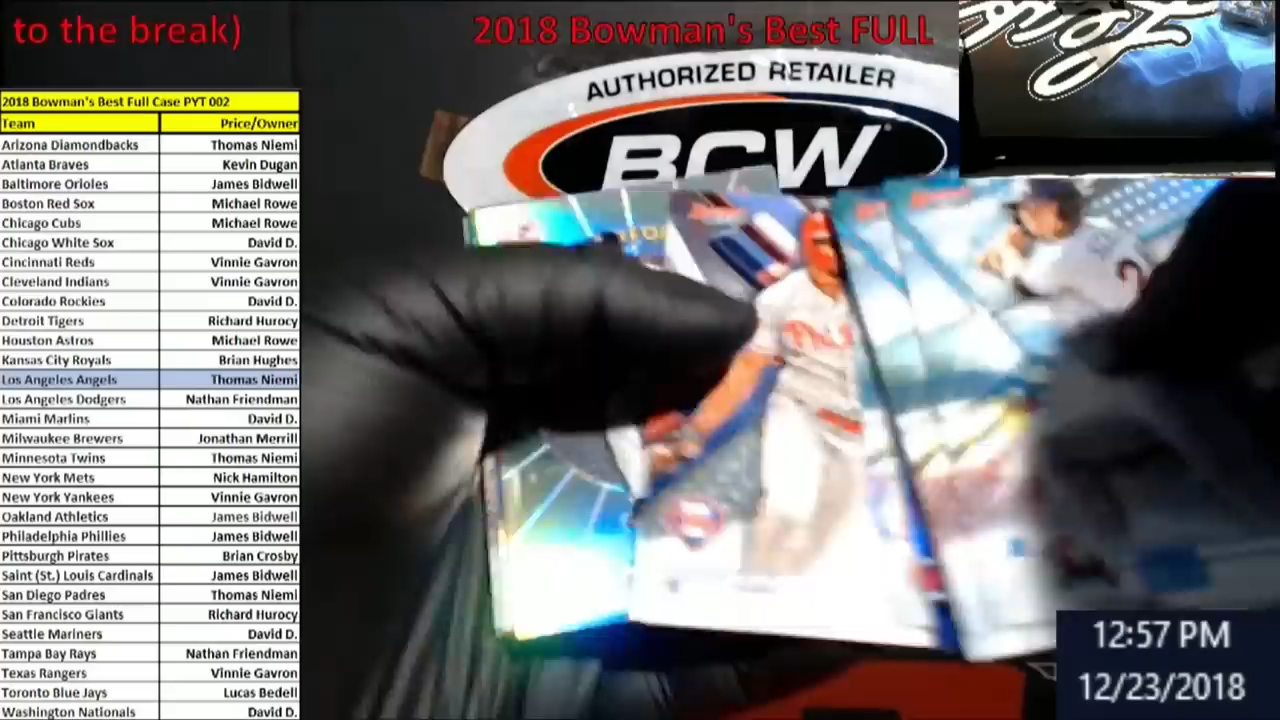 to the break)
2018 Bowman's Best FULL
2018 Bowman's Best Full Case PYT 002
Team Price/Owner
Arizona Diamondbacks Thomas Niemi
Atlanta Braves Kevin Dugan
Baltimore Orioles James Bidwell
Boston Red Sox Michael Rowe
Chicago Cubs Michael Rowe
Chicago White Sox David D.
Cincinnati Reds Vinnie Gavron
Cleveland Indians Vinnie Gavron
Colorado Rockies David D.
Detroit Tigers Richard Hurocy
Houston Astros Michael Rowe
Kansas City Royals Brian Hughes
Los Angeles Angels Thomas Niemi
Los Angeles Dodgers Nathan Friendman
Miami Marlins David D.
Milwaukee Brewers Jonathan Merrill
Minnesota Twins Thomas Niemi
New York Mets Nick Hamilton
New York Yankees Vinnie Gavron
Oakland Athletics James Bidwell
Philadelphia Phillies James Bidwell
Pittsburgh Pirates Brian Crosby
Saint (St.) Louis Cardinals James Bidwell
San Diego Padres Thomas Niemi
San Francisco Giants Richard Hurocy
Seattle Mariners David D.
Tampa Bay Rays Nathan Friendman
Texas Rangers Vinnie Gavron
Toronto Blue Jays Lucas Bedell
Washington Nationals David D.
AUTHORIZED RETAILER
BCW
12:57 PM
12/23/2018